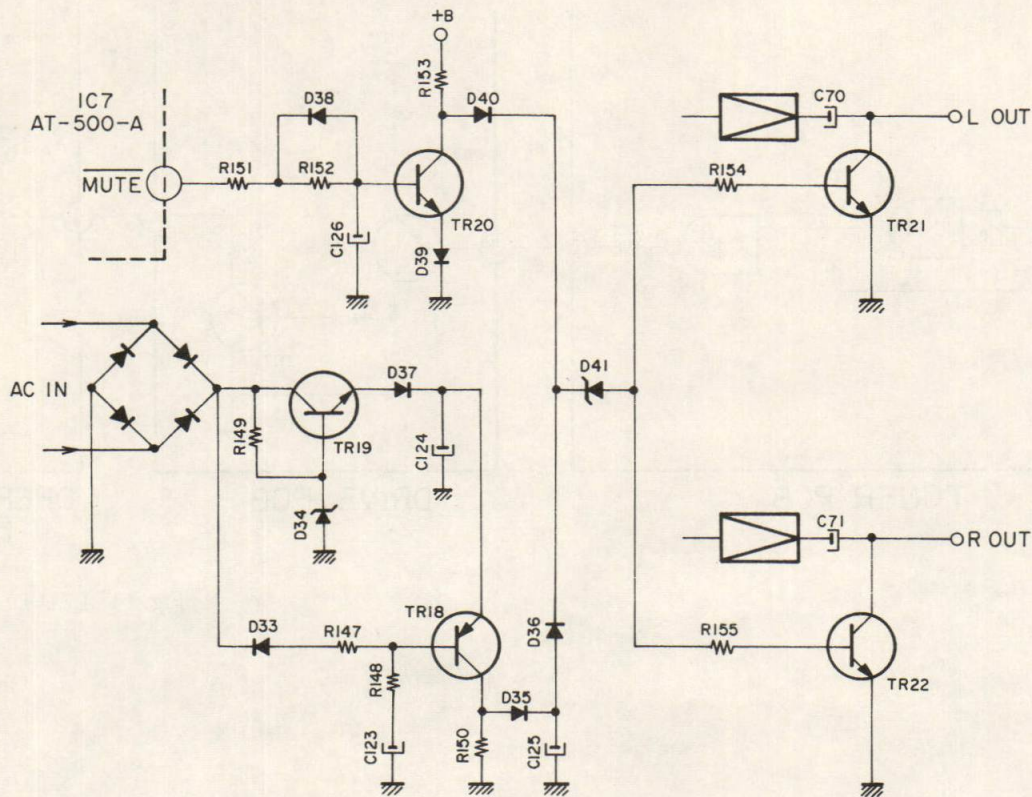 +B
R153
IC7
AT-500-A
D38
D40
C70
L OUT
MUTE
R151
R152
TR20
R154
TR21
C126
D39
AC IN
D37
D41
R149
TR19
C124
D34
C71
R OUT
TR18
D33
R147
D36
R155
TR22
R148
D35
C123
R150
C125